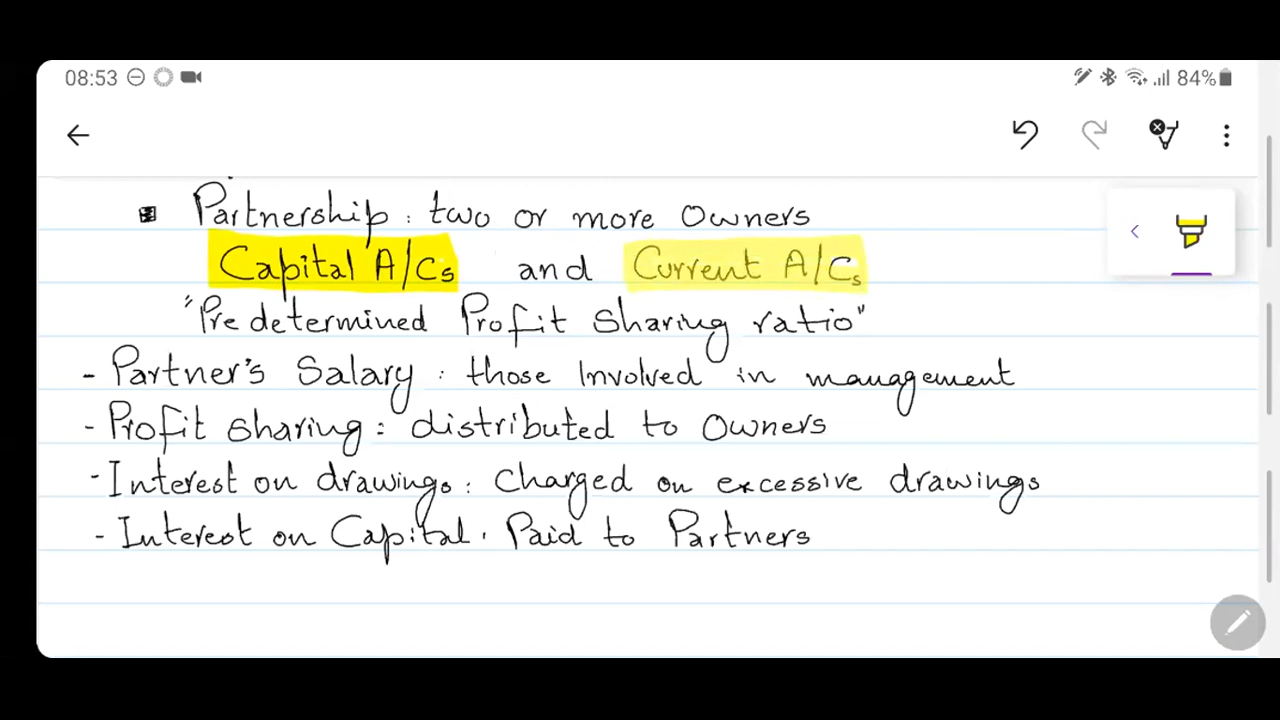 08:53
84%
Partnership : two or more Owners
Capital A/Cs and Current A/Cs
"Pre determined Profit Sharing ratio"
- Partner's Salary : those Involved in management
- Profit sharing : distributed to Owners
- Interest on drawings : Charged on excessive drawings
- Interest on Capital . Paid to Partners